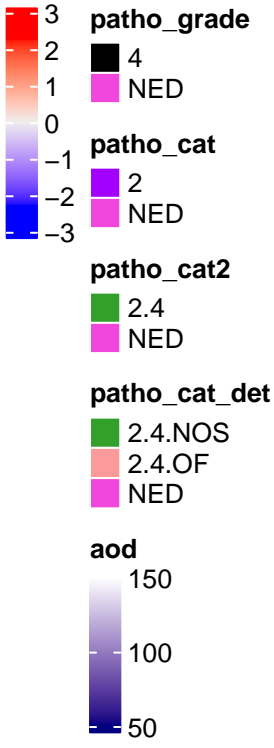 3
2
1
0
−1
−2
−3
patho_grade
4
NED
patho_cat
2
NED
patho_cat2
2.4
NED
patho_cat_det
2.4.NOS
2.4.OF
NED
aod
150
100
50